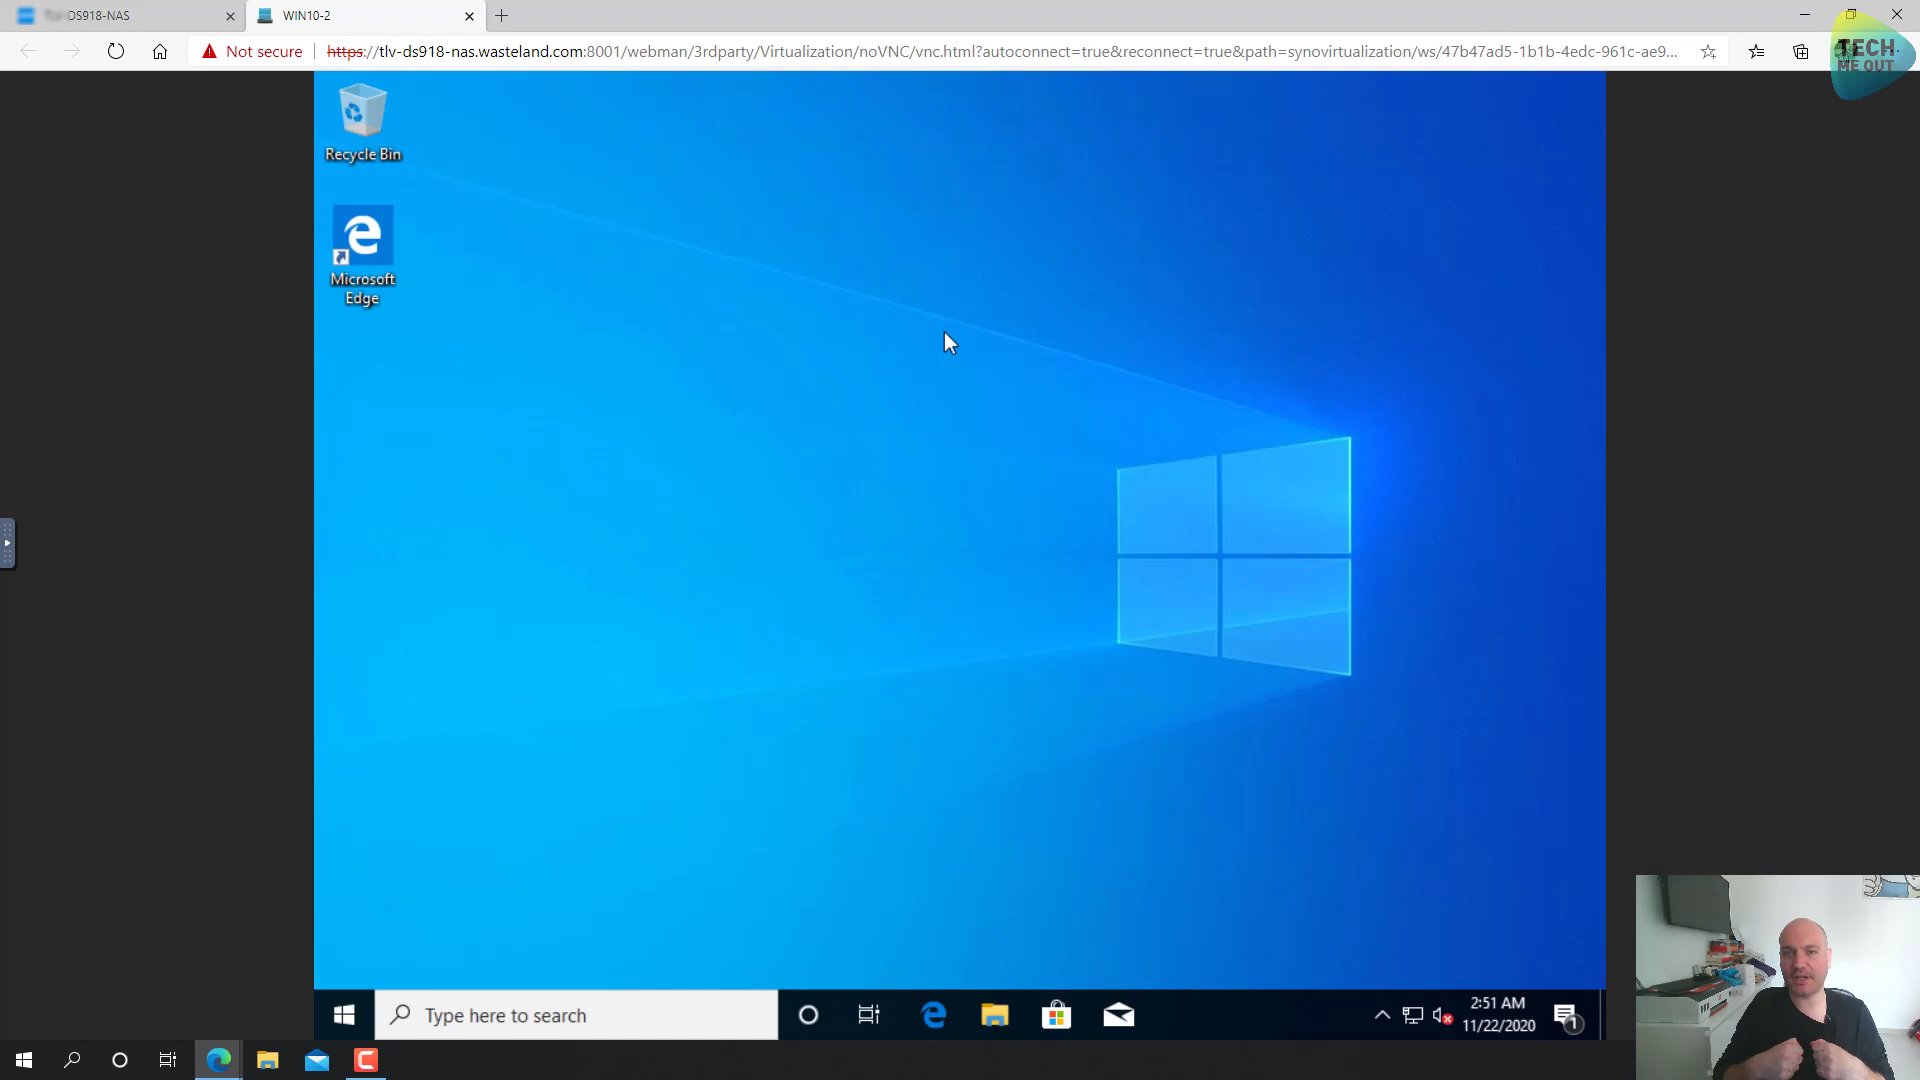 DS918-NAS
WIN10-2
Not secure
https://tlv-ds918-nas.wasteland.com:8001/webman/3rdparty/Virtualization/noVNC/vnc.html?autoconnect=true&reconnect=true&path=synovirtualization/ws/47b47ad5-1b1b-4edc-961c-ae9...
TECH
ME OUT
Recycle Bin
Microsoft
Edge
Type here to search
2:51 AM
11/22/2020
1